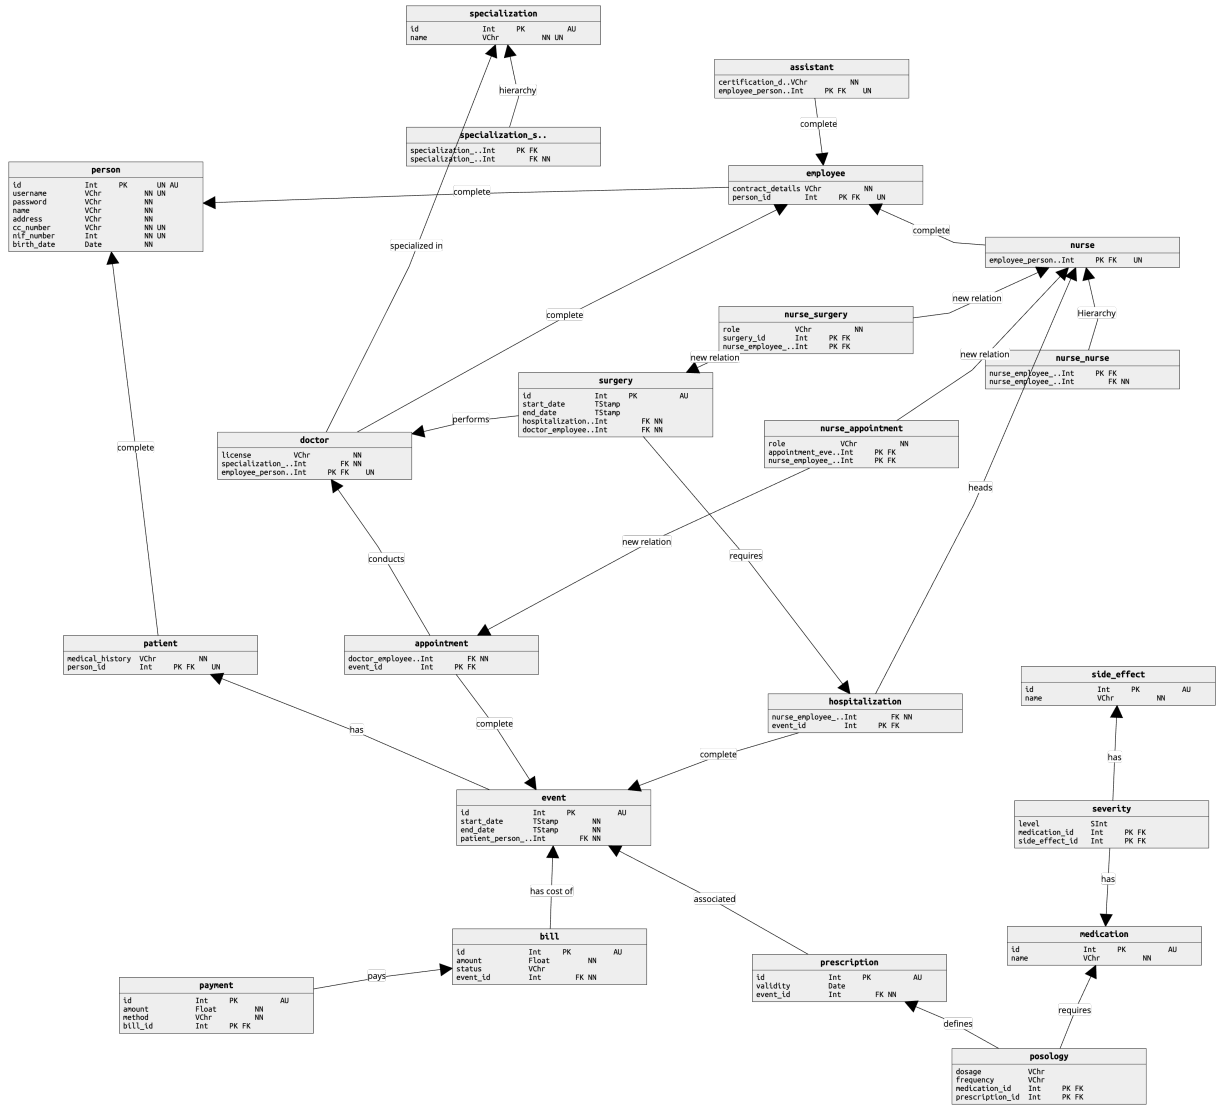 specialization
id Int PK AU
name VChr NN UN
assistant
certification_d..VChr NN
employee_person..Int PK FK UN
hierarchy
complete
specialization_s..
specialization_..Int PK FK
specialization_..Int FK NN
person
id Int PK UN AU
username VChr NN UN
password VChr NN
name VChr NN
address VChr NN
cc_number VChr NN UN
nif_number Int NN UN
birth_date Date NN
employee
contract_details VChr NN
person_id Int PK FK UN
complete
specialized in
complete
nurse
employee_person..Int PK FK UN
new relation
complete
nurse_surgery
role VChr NN
surgery_id Int PK FK
nurse_employee_..Int PK FK
Hierarchy
new relation
new relation
nurse_nurse
nurse_employee_..Int PK FK
nurse_employee_..Int FK NN
surgery
id Int PK AU
start_date TStamp
end_date TStamp
hospitalization..Int FK NN
doctor_employee..Int FK NN
performs
doctor
license VChr NN
specialization_..Int FK NN
employee_person..Int PK FK UN
nurse_appointment
role VChr NN
appointment_eve..Int PK FK
nurse_employee_..Int PK FK
complete
heads
new relation
requires
conducts
patient
medical_history VChr NN
person_id Int PK FK UN
appointment
doctor_employee..Int FK NN
event_id Int PK FK
side_effect
id Int PK AU
name VChr NN
hospitalization
nurse_employee_..Int FK NN
event_id Int PK FK
has
complete
complete
has
event
id Int PK AU
start_date TStamp NN
end_date TStamp NN
patient_person_..Int FK NN
severity
level SInt
medication_id Int PK FK
side_effect_id Int PK FK
has cost of
associated
has
bill
id Int PK AU
amount Float NN
status VChr
event_id Int FK NN
medication
id Int PK AU
name VChr NN
prescription
id Int PK AU
validity Date
event_id Int FK NN
pays
payment
id Int PK AU
amount Float NN
method VChr NN
bill_id Int PK FK
defines
requires
posology
dosage VChr
frequency VChr
medication_id Int PK FK
prescription_id Int PK FK